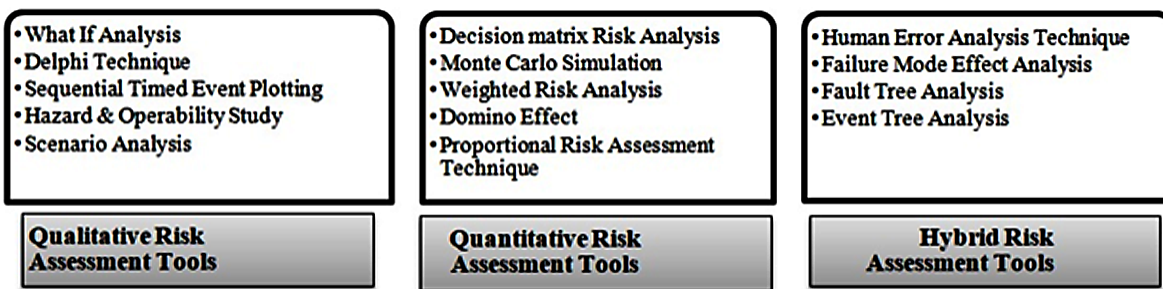 •What If Analysis
•Delphi Technique
•Sequential Timed Event Plotting
•Hazard & Operability Study
•Scenario Analysis
Qualitative Risk
Assessment Tools
•Decision matrix Risk Analysis
•Monte Carlo Simulation
•Weighted Risk Analysis
•Domino Effect
•Proportional Risk Assessment
Technique
Quantitative Risk
Assessment Tools
•Human Error Analysis Technique
•Failure Mode Effect Analysis
•Fault Tree Analysis
•Event Tree Analysis
Hybrid Risk
Assessment Tools